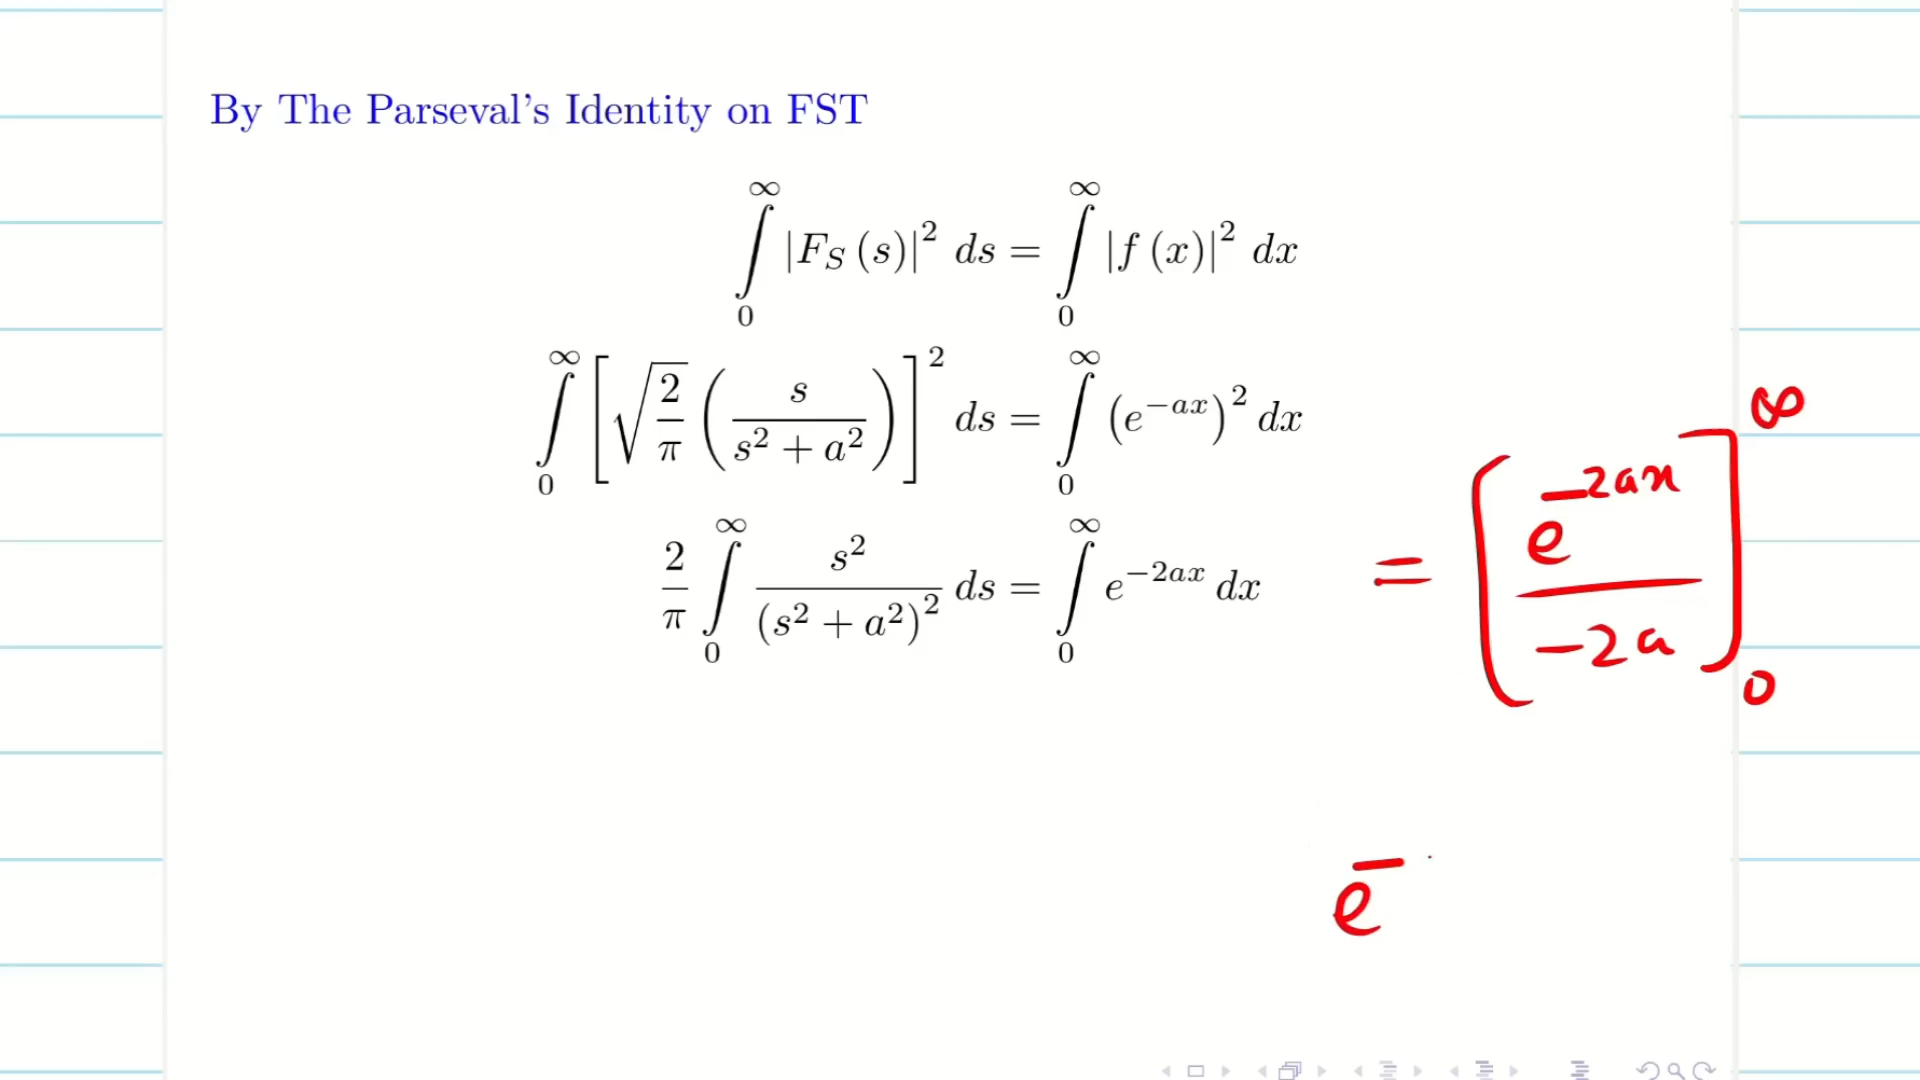 By The Parseval's Identity on FST
∫₀^∞ |F_S (s)|² ds = ∫₀^∞ |f (x)|² dx
∫₀^∞ [√(2/π) (s/(s² + a²))]² ds = ∫₀^∞ (e^{-ax})² dx
2/π ∫₀^∞ s²/(s² + a²)² ds = ∫₀^∞ e^{-2ax} dx = [e^{-2ax}/-2a]₀^∞
e^-